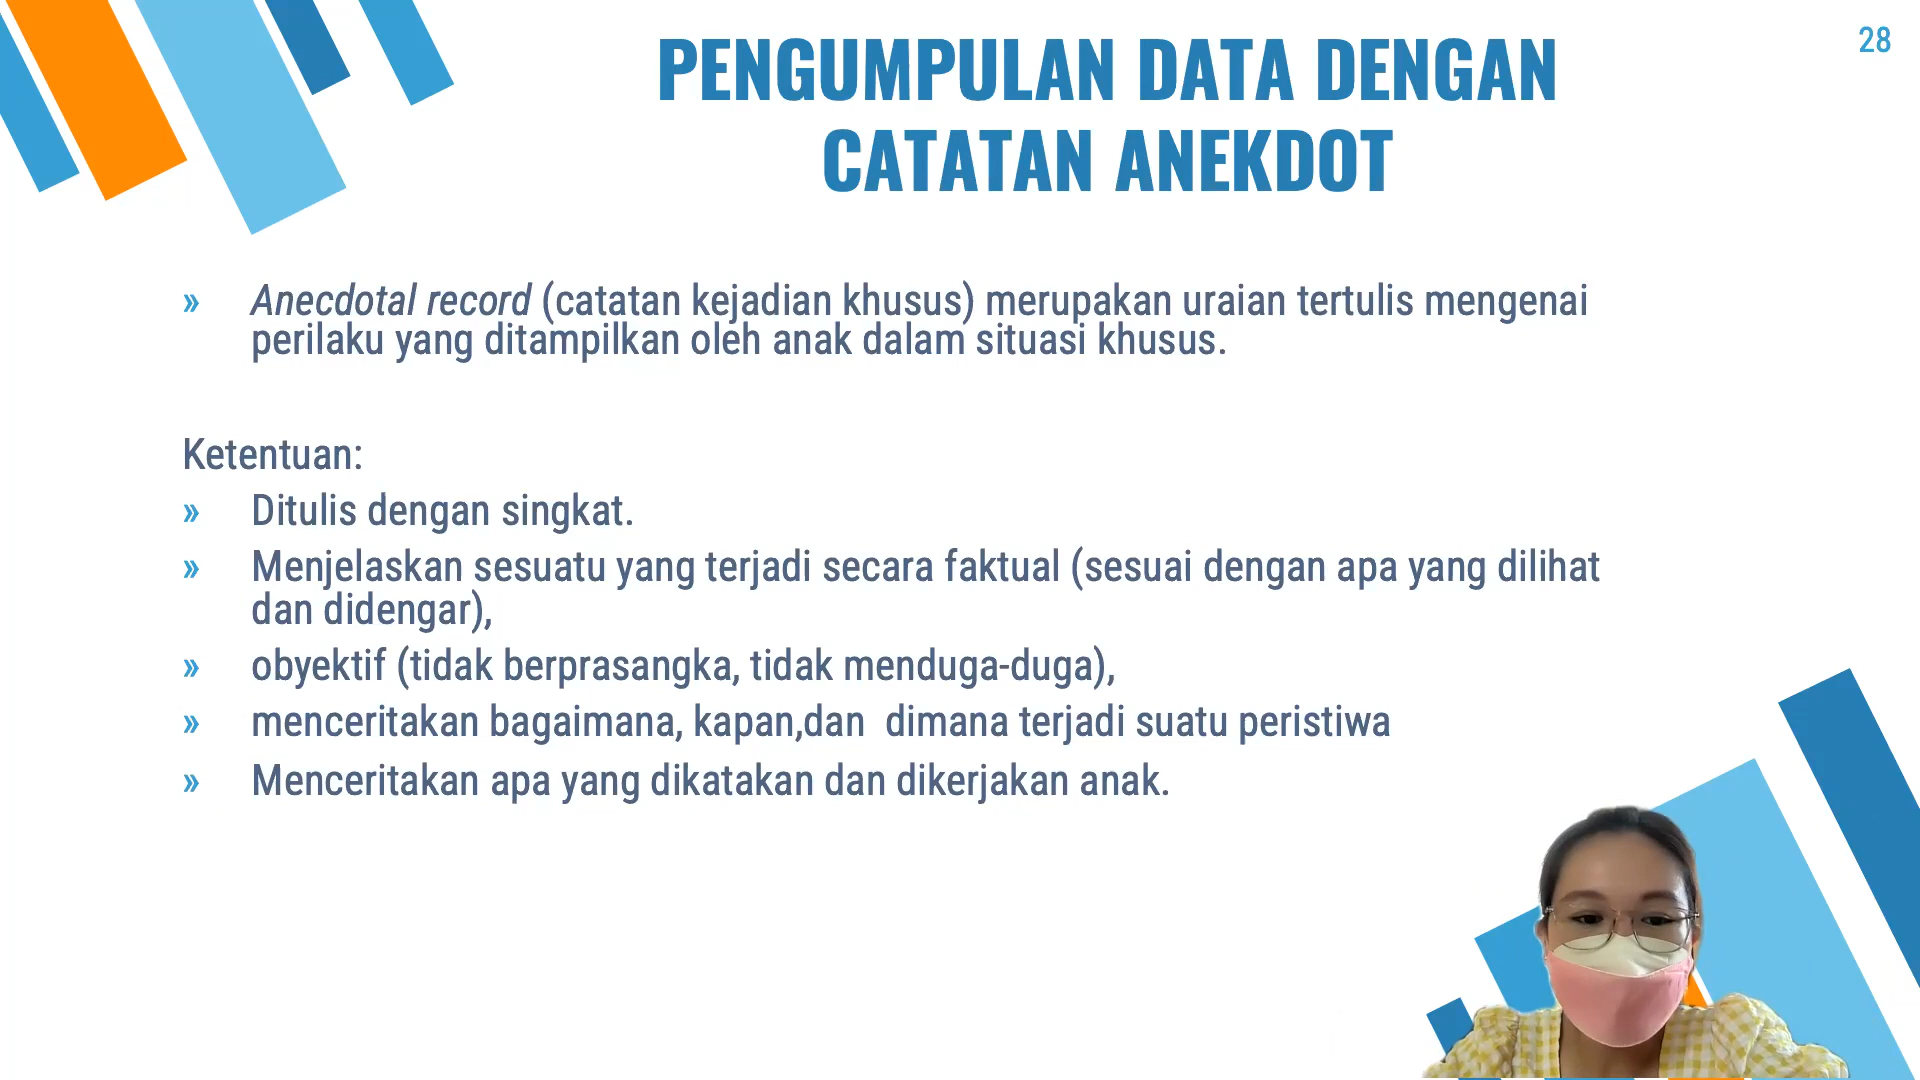 28
PENGUMPULAN DATA DENGAN
CATATAN ANEKDOT
» Anecdotal record (catatan kejadian khusus) merupakan uraian tertulis mengenai
perilaku yang ditampilkan oleh anak dalam situasi khusus.
Ketentuan:
» Ditulis dengan singkat.
» Menjelaskan sesuatu yang terjadi secara faktual (sesuai dengan apa yang dilihat
dan didengar),
» obyektif (tidak berprasangka, tidak menduga-duga),
» menceritakan bagaimana, kapan,dan  dimana terjadi suatu peristiwa
» Menceritakan apa yang dikatakan dan dikerjakan anak.